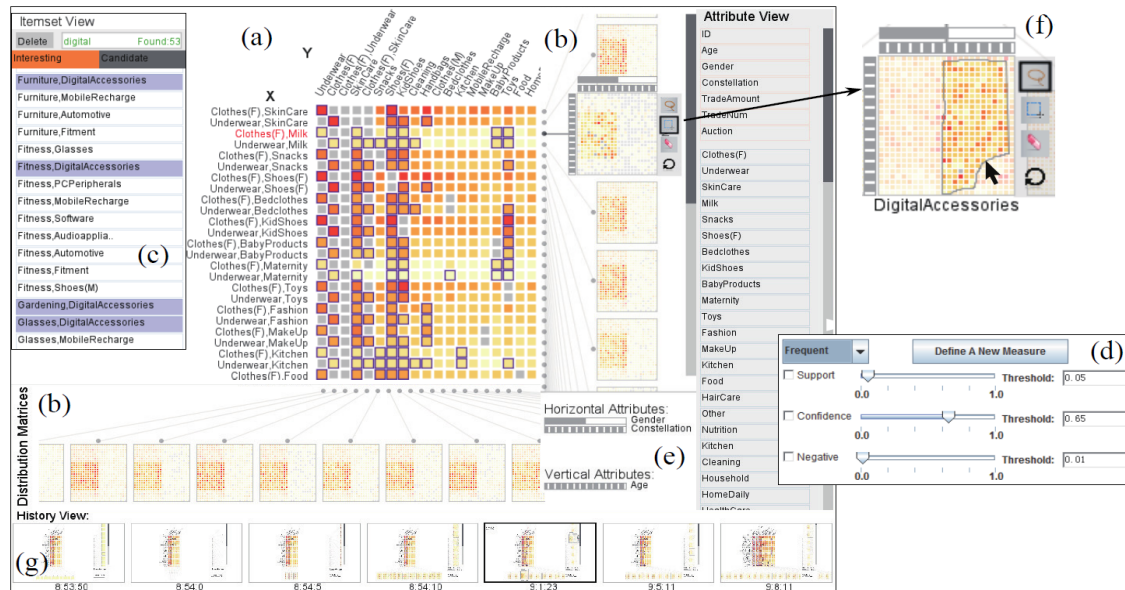 Itemset View
Delete
digital
Found:53
Interesting
Candidate
Furniture,DigitalAccessories
Furniture,MobileRecharge
Furniture,Automotive
Furniture,Fitment
Fitness,Glasses
Fitness,DigitalAccessories
Fitness,PCPeripherals
Fitness,MobileRecharge
Fitness,Software
Fitness,Audioapplia..
Fitness,Automotive
Fitness,Fitment
Fitness,Shoes(M)
Gardening,DigitalAccessories
Glasses,DigitalAccessories
Glasses,MobileRecharge
(c)
(a)
Y
X
Underwear
Clothes(F)
Clothes(F),Underwear
SkinCare
Clothes(F),SkinCare
Snacks
Shoes(F)
KidShoes
Cleaning
Handbags
Clothes(M)
Bedclothes
Kitchen
MobileRecharge
MakeUp
BabyProducts
Toys
Food
Clothes(F),SkinCare
Underwear,SkinCare
Clothes(F),Milk
Underwear,Milk
Clothes(F),Snacks
Underwear,Snacks
Clothes(F),Shoes(F)
Underwear,Shoes(F)
Clothes(F),Bedclothes
Underwear,Bedclothes
Clothes(F),KidShoes
Underwear,KidShoes
Clothes(F),BabyProducts
Underwear,BabyProducts
Clothes(F),Maternity
Underwear,Maternity
Clothes(F),Toys
Underwear,Toys
Clothes(F),Fashion
Underwear,Fashion
Clothes(F),MakeUp
Underwear,MakeUp
Clothes(F),Kitchen
Underwear,Kitchen
Clothes(F),Food
(b)
Attribute View
ID
Age
Gender
Constellation
TradeAmount
TradeNum
Auction
Clothes(F)
Underwear
SkinCare
Milk
Snacks
Shoes(F)
Bedclothes
KidShoes
BabyProducts
Maternity
Toys
Fashion
MakeUp
Kitchen
Food
HairCare
Other
Nutrition
Kitchen
Cleaning
Household
HomeDaily
HealthCare
(f)
DigitalAccessories
Frequent
Define A New Measure
(d)
Support
Threshold: 0.05
0.0
1.0
Confidence
Threshold: 0.65
0.0
1.0
Negative
Threshold: 0.01
0.0
1.0
(b)
Distribution Matrices
Horizontal Attributes:
Gender
Constellation
(e)
Vertical Attributes:
Age
History View:
(g)
8:53:50
8:54:0
8:54:5
8:54:10
9:1:23
9:5:11
9:8:11